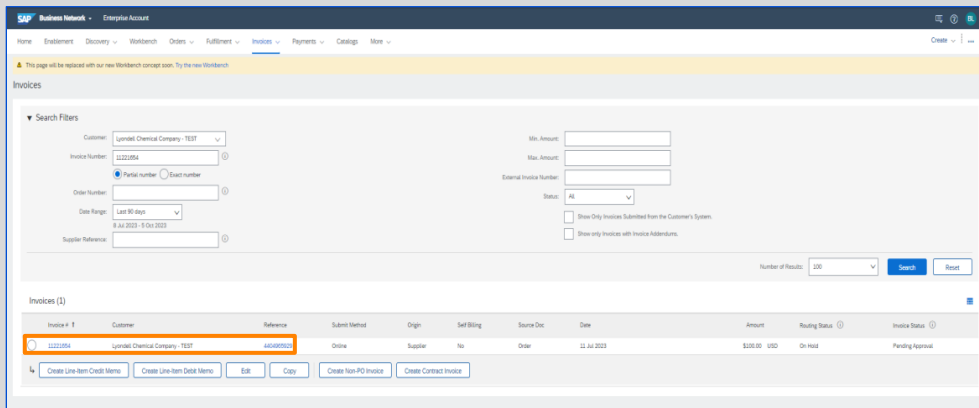 SAP Business Network Enterprise Account BL
Home Enablement Discovery Workbench Orders Fulfillment Invoices Payments Catalogs More Create ...
This page will be replaced with our new Workbench concept soon. Try the new Workbench
Invoices
Search Filters
Customer: Lyondell Chemical Company - TEST Min. Amount:
Invoice Number: 11221654 Max. Amount:
Partial number Exact number External Invoice Number:
Order Number: Status: All
Date Range: Last 90 days Show Only Invoices Submitted from the Customer's System.
8 Jul 2023 - 5 Oct 2023 Show only Invoices with Invoice Addendums.
Supplier Reference:
Number of Results: 100 Search Reset
Invoices (1)
Invoice # ↑ Customer Reference Submit Method Origin Self Billing Source Doc Date Amount Routing Status Invoice Status
11221654 Lyondell Chemical Company - TEST 4404965929 Online Supplier No Order 11 Jul 2023 $100.00 USD On Hold Pending Approval
Create Line-Item Credit Memo Create Line-Item Debit Memo Edit Copy Create Non-PO Invoice Create Contract Invoice